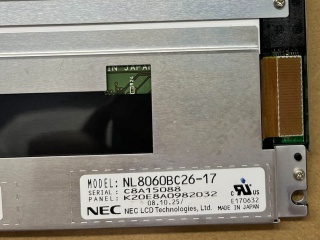 IN JAPAN
MODEL: NL8060BC26-17
SERIAL: C8A15088
PANEL: K20E8A0982032
08.10.25/
NEC NEC LCD Technologies, Ltd.
c US
E170632
MADE IN JAPAN